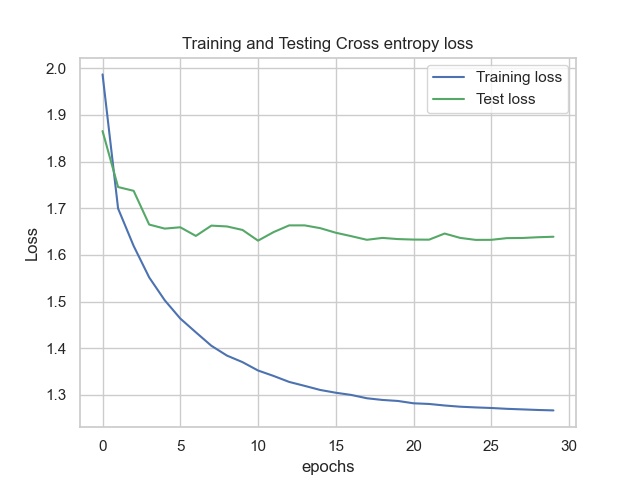 Training and Testing Cross entropy loss
Training loss
Test loss
Loss
2.0
1.9
1.8
1.7
1.6
1.5
1.4
1.3
0 5 10 15 20 25 30
epochs